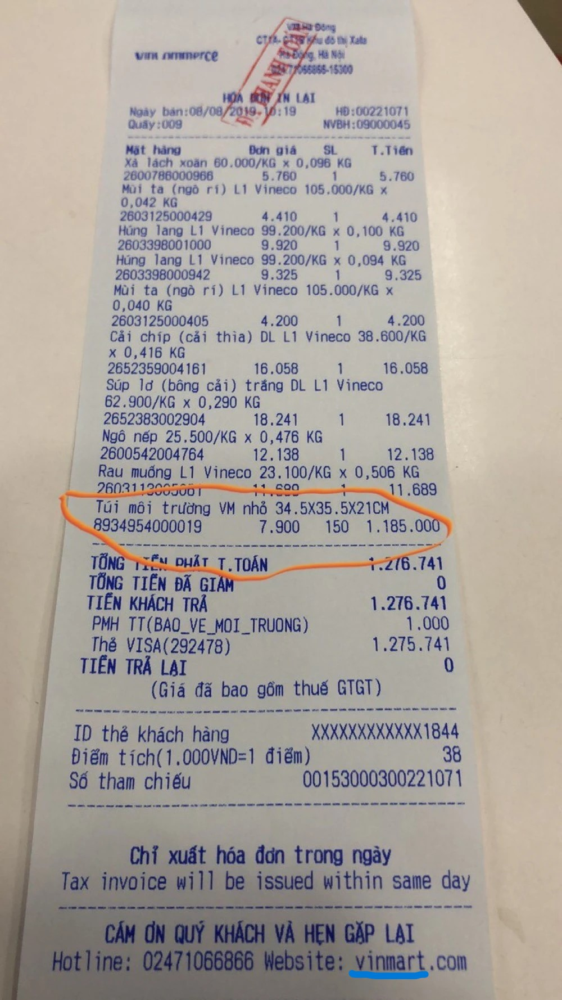 VM Hà Đông
CT1A- CT1B Khu đô thị Xala
Hà Đông, Hà Nội
024.71066866-15300
ĐÃ THANH TOÁN
HÓA ĐƠN IN LẠI
Ngày bán:08/08/2019 10:19 HĐ:00221071
Quầy:009 NVBH:09000045
Mặt hàng Đơn giá SL T.Tiền
Xà lách xoăn 60.000/KG x 0,096 KG
2600786000966 5.760 1 5.760
Mùi ta (ngò rí) L1 Vineco 105.000/KG x
0,042 KG
2603125000429 4.410 1 4.410
Húng lang L1 Vineco 99.200/KG x 0,100 KG
2603398001000 9.920 1 9.920
Húng lang L1 Vineco 99.200/KG x 0,094 KG
2603398000942 9.325 1 9.325
Mùi ta (ngò rí) L1 Vineco 105.000/KG x
0,040 KG
2603125000405 4.200 1 4.200
Cải chíp (cải thìa) DL L1 Vineco 38.600/KG
x 0,416 KG
2652359004161 16.058 1 16.058
Súp lơ (bông cải) trắng DL L1 Vineco
62.900/KG x 0,290 KG
2652383002904 18.241 1 18.241
Ngô nếp 25.500/KG x 0,476 KG
2600542004764 12.138 1 12.138
Rau muống L1 Vineco 23.100/KG x 0,506 KG
11.689 1 11.689
Túi môi trường VM nhỏ 34.5X35.5X21CM
8934954000019 7.900 150 1.185.000
TỔNG TIỀN PHẢI T.TOÁN 1.276.741
TỔNG TIỀN ĐÃ GIẢM 0
TIỀN KHÁCH TRẢ 1.276.741
PMH TT(BAO_VE_MOI_TRUONG) 1.000
Thẻ VISA(292478) 1.275.741
TIỀN TRẢ LẠI 0
(Giá đã bao gồm thuế GTGT)
ID thẻ khách hàng XXXXXXXXXXXX1844
Điểm tích(1.000VND=1 điểm) 38
Số tham chiếu 00153000300221071
Chỉ xuất hóa đơn trong ngày
Tax invoice will be issued within same day
CẢM ƠN QUÝ KHÁCH VÀ HẸN GẶP LẠI
Hotline: 02471066866 Website: vinmart.com